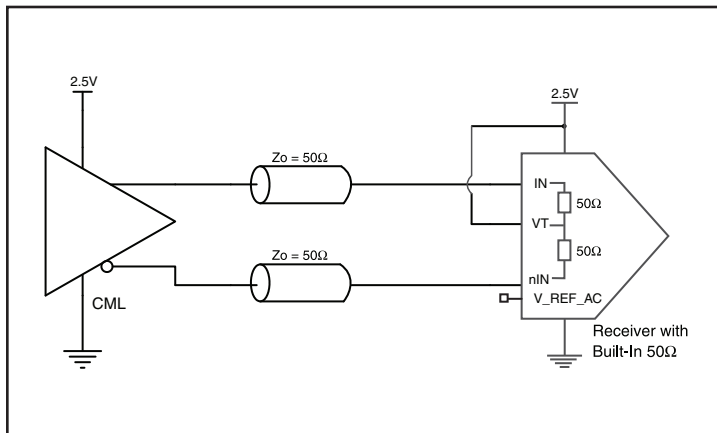 2.5V
2.5V
Zo = 50Ω
IN
50Ω
VT
50Ω
Zo = 50Ω
nIN
V_REF_AC
CML
Receiver with
Built-In 50Ω